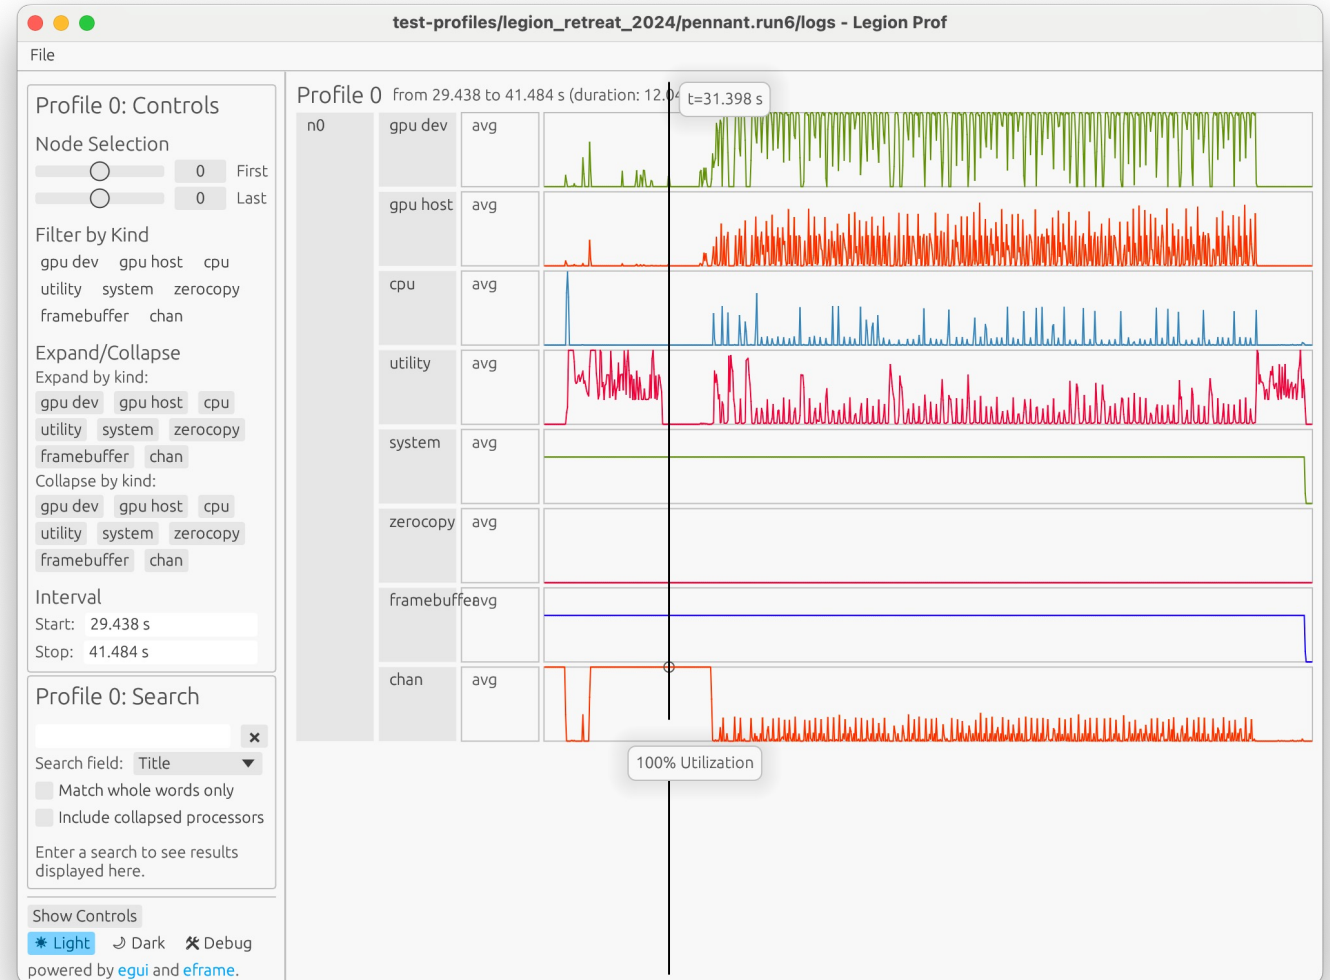 test-profiles/legion_retreat_2024/pennant.run6/logs - Legion Prof
File
Profile 0: Controls
Node Selection
0 First
0 Last
Filter by Kind
gpu dev gpu host cpu
utility system zerocopy
framebuffer chan
Expand/Collapse
Expand by kind:
gpu dev gpu host cpu
utility system zerocopy
framebuffer chan
Collapse by kind:
gpu dev gpu host cpu
utility system zerocopy
framebuffer chan
Interval
Start: 29.438 s
Stop: 41.484 s
Profile 0: Search
Search field: Title
Match whole words only
Include collapsed processors
Enter a search to see results
displayed here.
Show Controls
Light Dark Debug
powered by egui and eframe.
Profile 0 from 29.438 to 41.484 s (duration: 12.04
t=31.398 s
n0
gpu dev avg
gpu host avg
cpu avg
utility avg
system avg
zerocopy avg
framebuffer avg
chan avg
100% Utilization